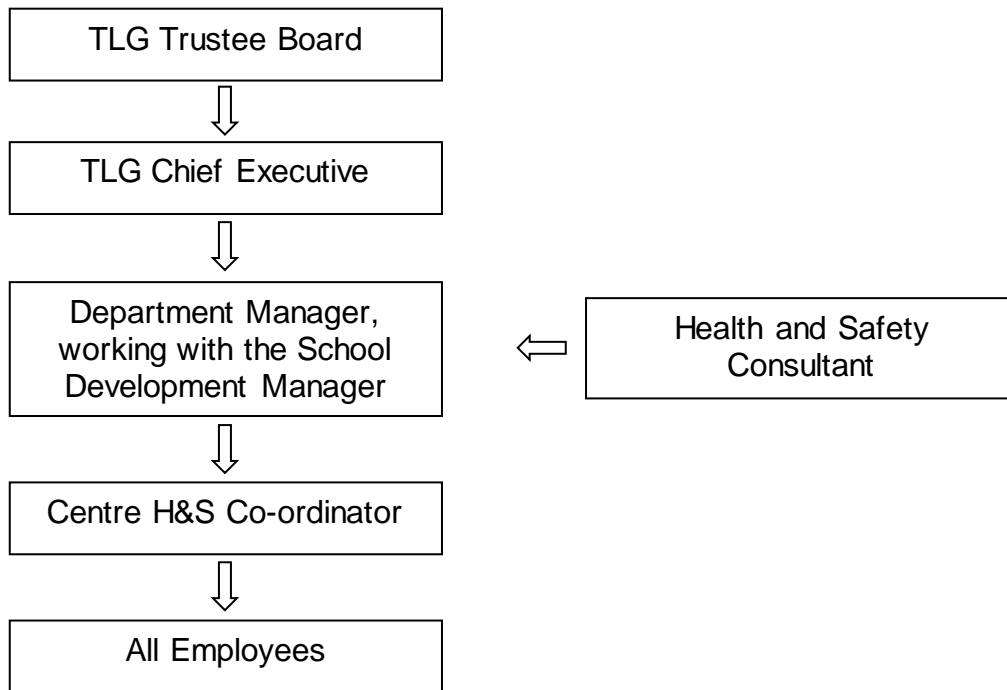 TLG Trustee Board
TLG Chief Executive
Department Manager,
working with the School
Development Manager
Health and Safety
Consultant
Centre H&S Co-ordinator
All Employees